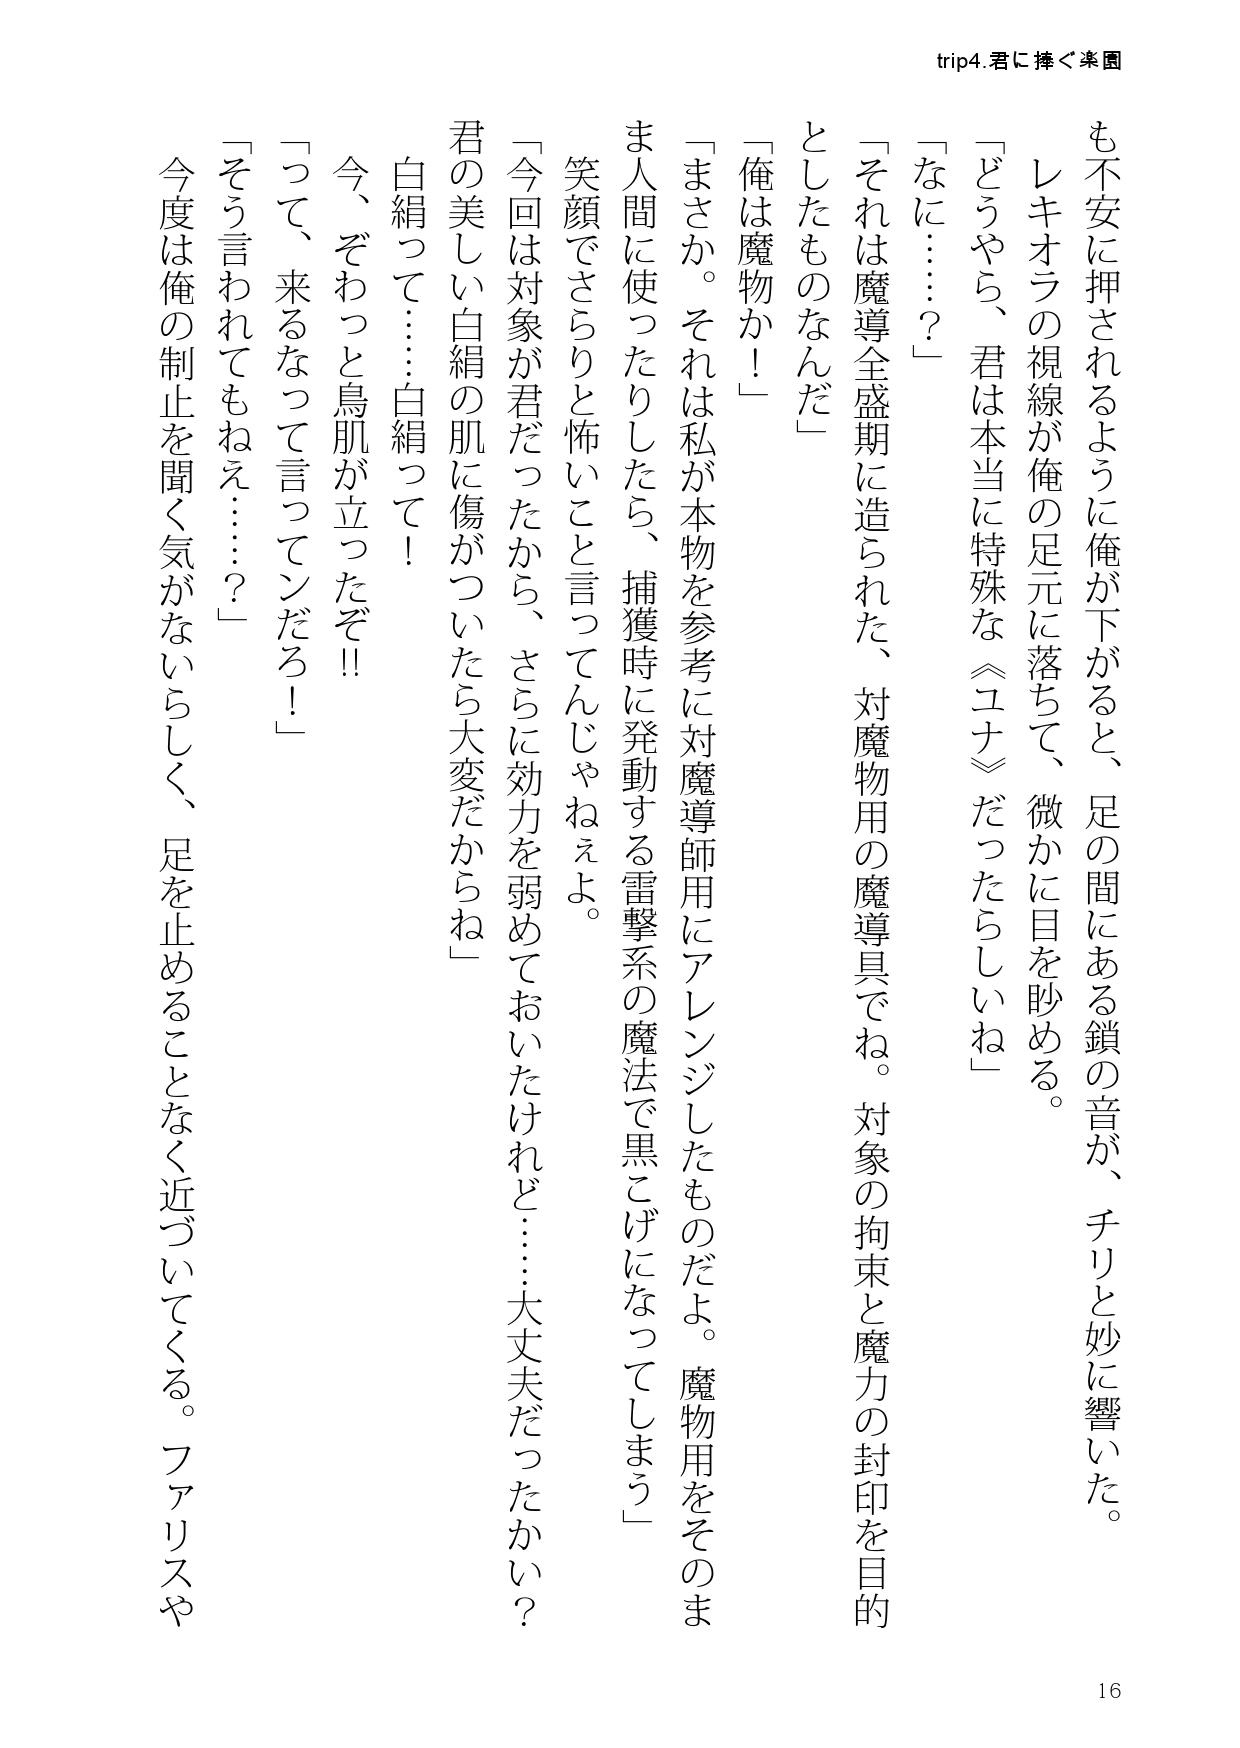 trip4.君に捧ぐ楽園
も不安に押されるように俺が下がると、足の間にある鎖の音が、チリと妙に響いた。
　レキオラの視線が俺の足元に落ちて、微かに目を眇める。
「どうやら、君は本当に特殊な《ユナ》だったらしいね」
「なに……？」
「それは魔導全盛期に造られた、対魔物用の魔導具でね。対象の拘束と魔力の封印を目的
としたものなんだ」
「俺は魔物か！」
「まさか。それは私が本物を参考に対魔導師用にアレンジしたものだよ。魔物用をそのま
ま人間に使ったりしたら、捕獲時に発動する雷撃系の魔法で黒こげになってしまう」
　笑顔でさらりと怖いこと言ってんじゃねぇよ。
「今回は対象が君だったから、さらに効力を弱めておいたけれど……大丈夫だったかい？
君の美しい白絹の肌に傷がついたら大変だからね」
　白絹って……白絹って！
　今、ぞわっと鳥肌が立ったぞ!!
「って、来るなって言ってンだろ！」
「そう言われてもねえ……？」
　今度は俺の制止を聞く気がないらしく、足を止めることなく近づいてくる。ファリスや
16